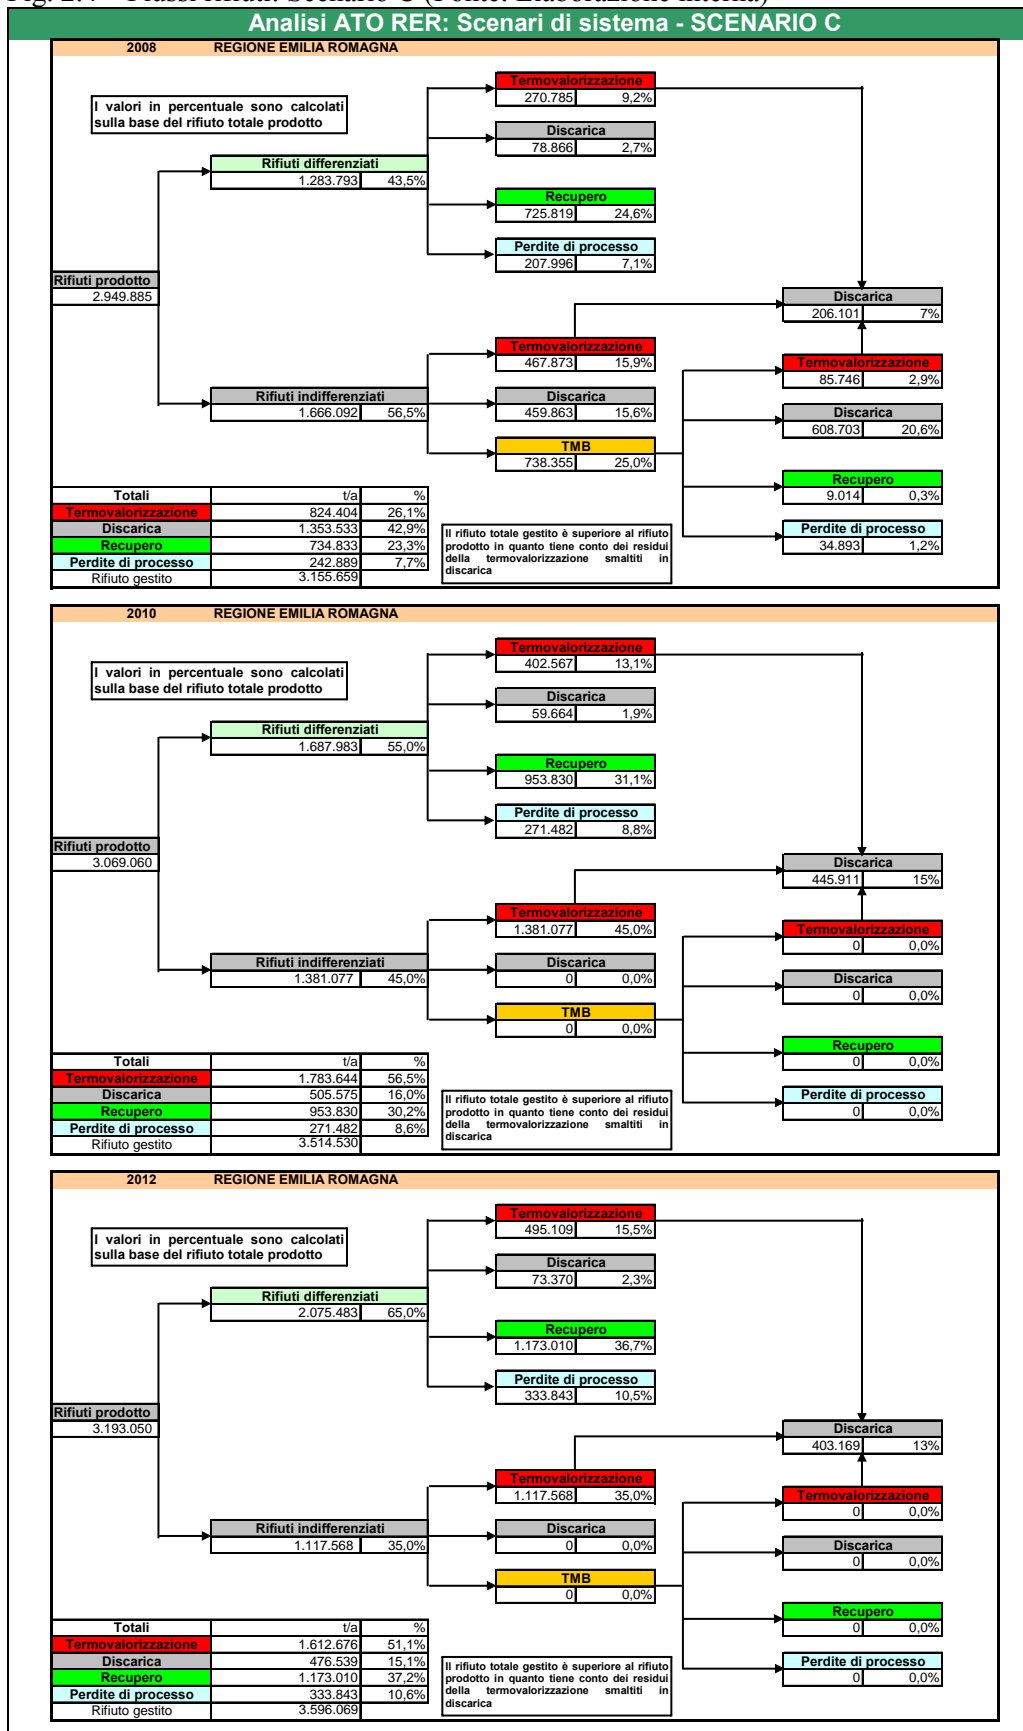 Analisi ATO RER: Scenari di sistema - SCENARIO C
2008 REGIONE EMILIA ROMAGNA
I valori in percentuale sono calcolati
sulla base del rifiuto totale prodotto
Termovalorizzazione
270.785 9,2%
Discarica
78.866 2,7%
Rifiuti differenziati
1.283.793 43,5%
Recupero
725.819 24,6%
Perdite di processo
207.996 7,1%
Rifiuti prodotto
2.949.885
Discarica
206.101 7%
Termovalorizzazione
467.873 15,9%
Termovalorizzazione
85.746 2,9%
Rifiuti indifferenziati
1.666.092 56,5%
Discarica
459.863 15,6%
Discarica
608.703 20,6%
TMB
738.355 25,0%
Recupero
9.014 0,3%
Perdite di processo
34.893 1,2%
Totali t/a %
Termovalorizzazione 824.404 26,1%
Discarica 1.353.533 42,9%
Recupero 734.833 23,3%
Perdite di processo 242.889 7,7%
Rifiuto gestito 3.155.659
Il rifiuto totale gestito è superiore al rifiuto
prodotto in quanto tiene conto dei residui
della termovalorizzazione smaltiti in
discarica
2010 REGIONE EMILIA ROMAGNA
I valori in percentuale sono calcolati
sulla base del rifiuto totale prodotto
Termovalorizzazione
402.567 13,1%
Discarica
59.664 1,9%
Rifiuti differenziati
1.687.983 55,0%
Recupero
953.830 31,1%
Perdite di processo
271.482 8,8%
Rifiuti prodotto
3.069.060
Discarica
445.911 15%
Termovalorizzazione
1.381.077 45,0%
Termovalorizzazione
0 0,0%
Rifiuti indifferenziati
1.381.077 45,0%
Discarica
0 0,0%
Discarica
0 0,0%
TMB
0 0,0%
Recupero
0 0,0%
Perdite di processo
0 0,0%
Totali t/a %
Termovalorizzazione 1.783.644 56,5%
Discarica 505.575 16,0%
Recupero 953.830 30,2%
Perdite di processo 271.482 8,6%
Rifiuto gestito 3.514.530
Il rifiuto totale gestito è superiore al rifiuto
prodotto in quanto tiene conto dei residui
della termovalorizzazione smaltiti in
discarica
2012 REGIONE EMILIA ROMAGNA
I valori in percentuale sono calcolati
sulla base del rifiuto totale prodotto
Termovalorizzazione
495.109 15,5%
Discarica
73.370 2,3%
Rifiuti differenziati
2.075.483 65,0%
Recupero
1.173.010 36,7%
Perdite di processo
333.843 10,5%
Rifiuti prodotto
3.193.050
Discarica
403.169 13%
Termovalorizzazione
1.117.568 35,0%
Termovalorizzazione
0 0,0%
Rifiuti indifferenziati
1.117.568 35,0%
Discarica
0 0,0%
Discarica
0 0,0%
TMB
0 0,0%
Recupero
0 0,0%
Perdite di processo
0 0,0%
Totali t/a %
Termovalorizzazione 1.612.676 51,1%
Discarica 476.539 15,1%
Recupero 1.173.010 37,2%
Perdite di processo 333.843 10,6%
Rifiuto gestito 3.596.069
Il rifiuto totale gestito è superiore al rifiuto
prodotto in quanto tiene conto dei residui
della termovalorizzazione smaltiti in
discarica